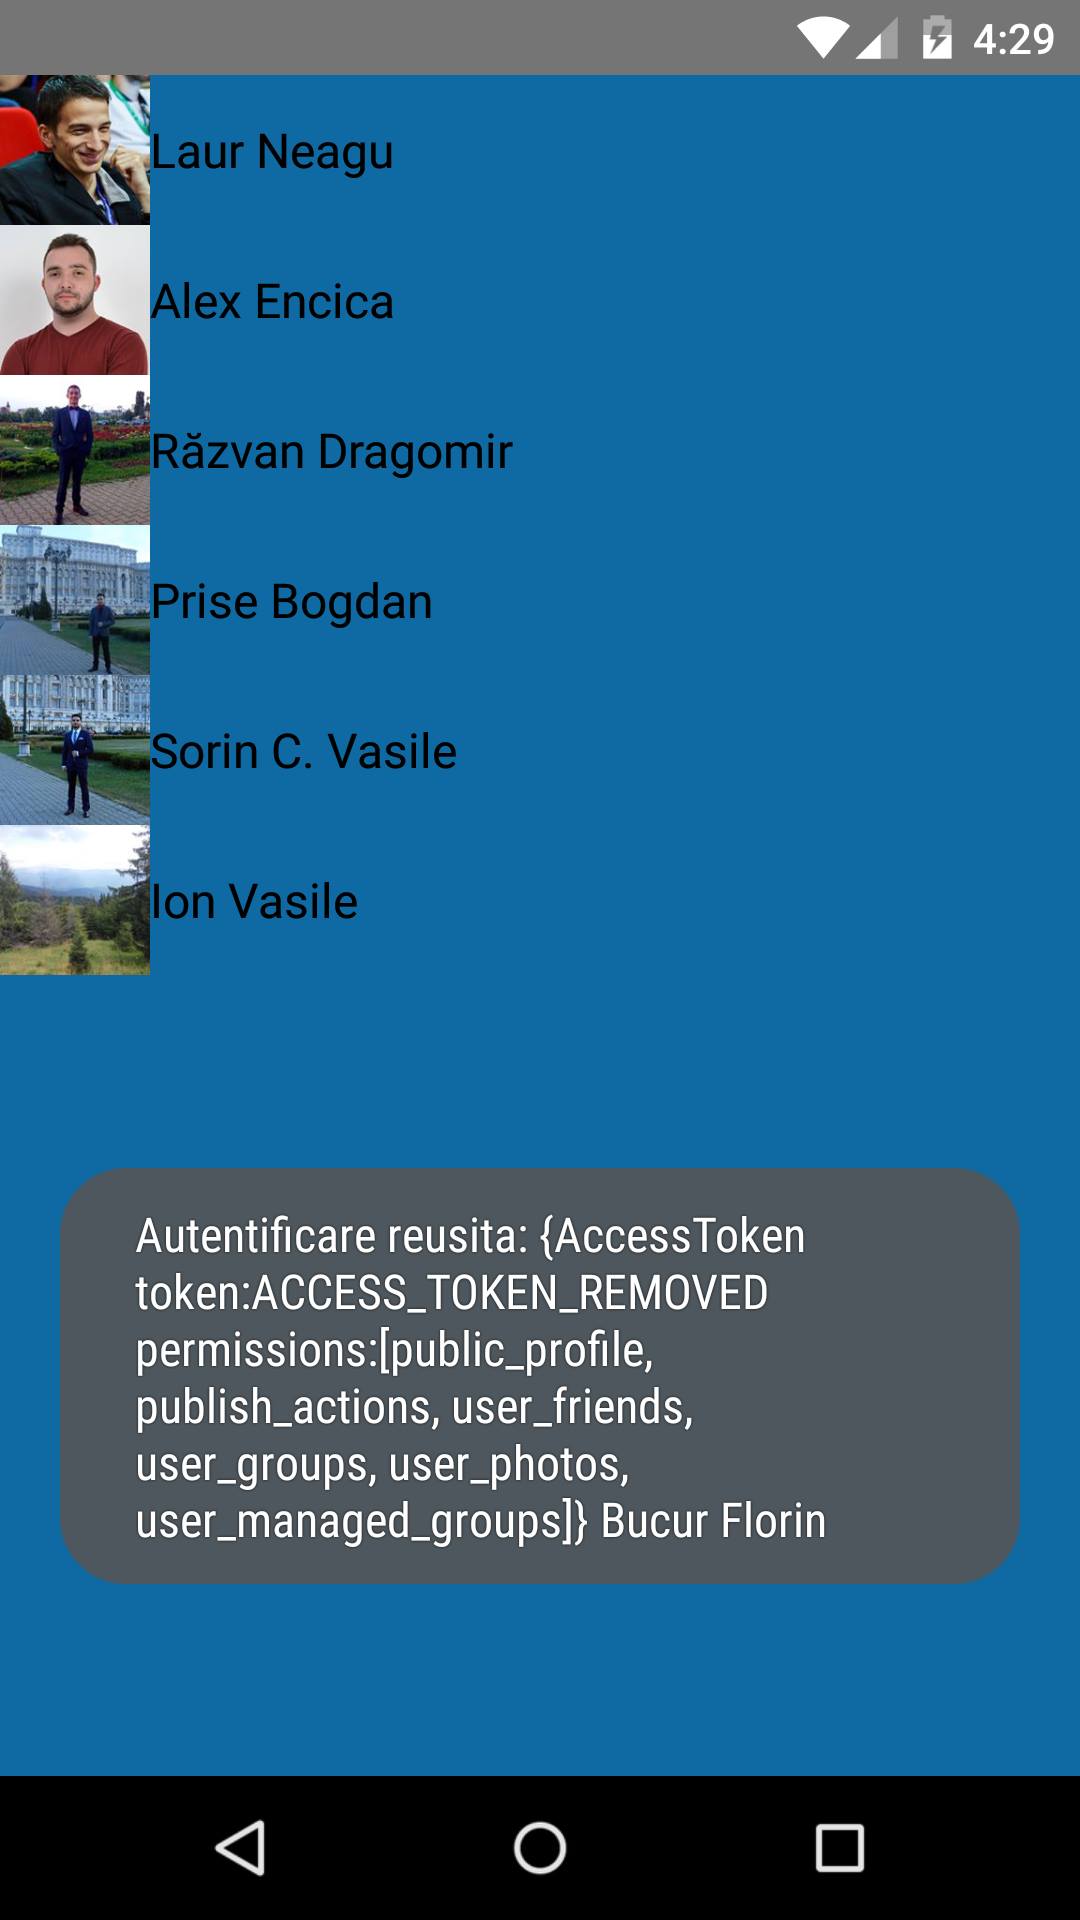 4:29
Laur Neagu
Alex Encica
Răzvan Dragomir
Prise Bogdan
Sorin C. Vasile
Ion Vasile
Autentificare reusita: {AccessToken
token:ACCESS_TOKEN_REMOVED
permissions:[public_profile,
publish_actions, user_friends,
user_groups, user_photos,
user_managed_groups]} Bucur Florin